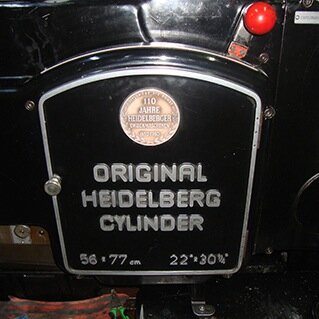 110
JAHRE
HEIDELBERGER
ORIGINAL
HEIDELBERG
CYLINDER
56 x 77 cm 22" x 30¼"